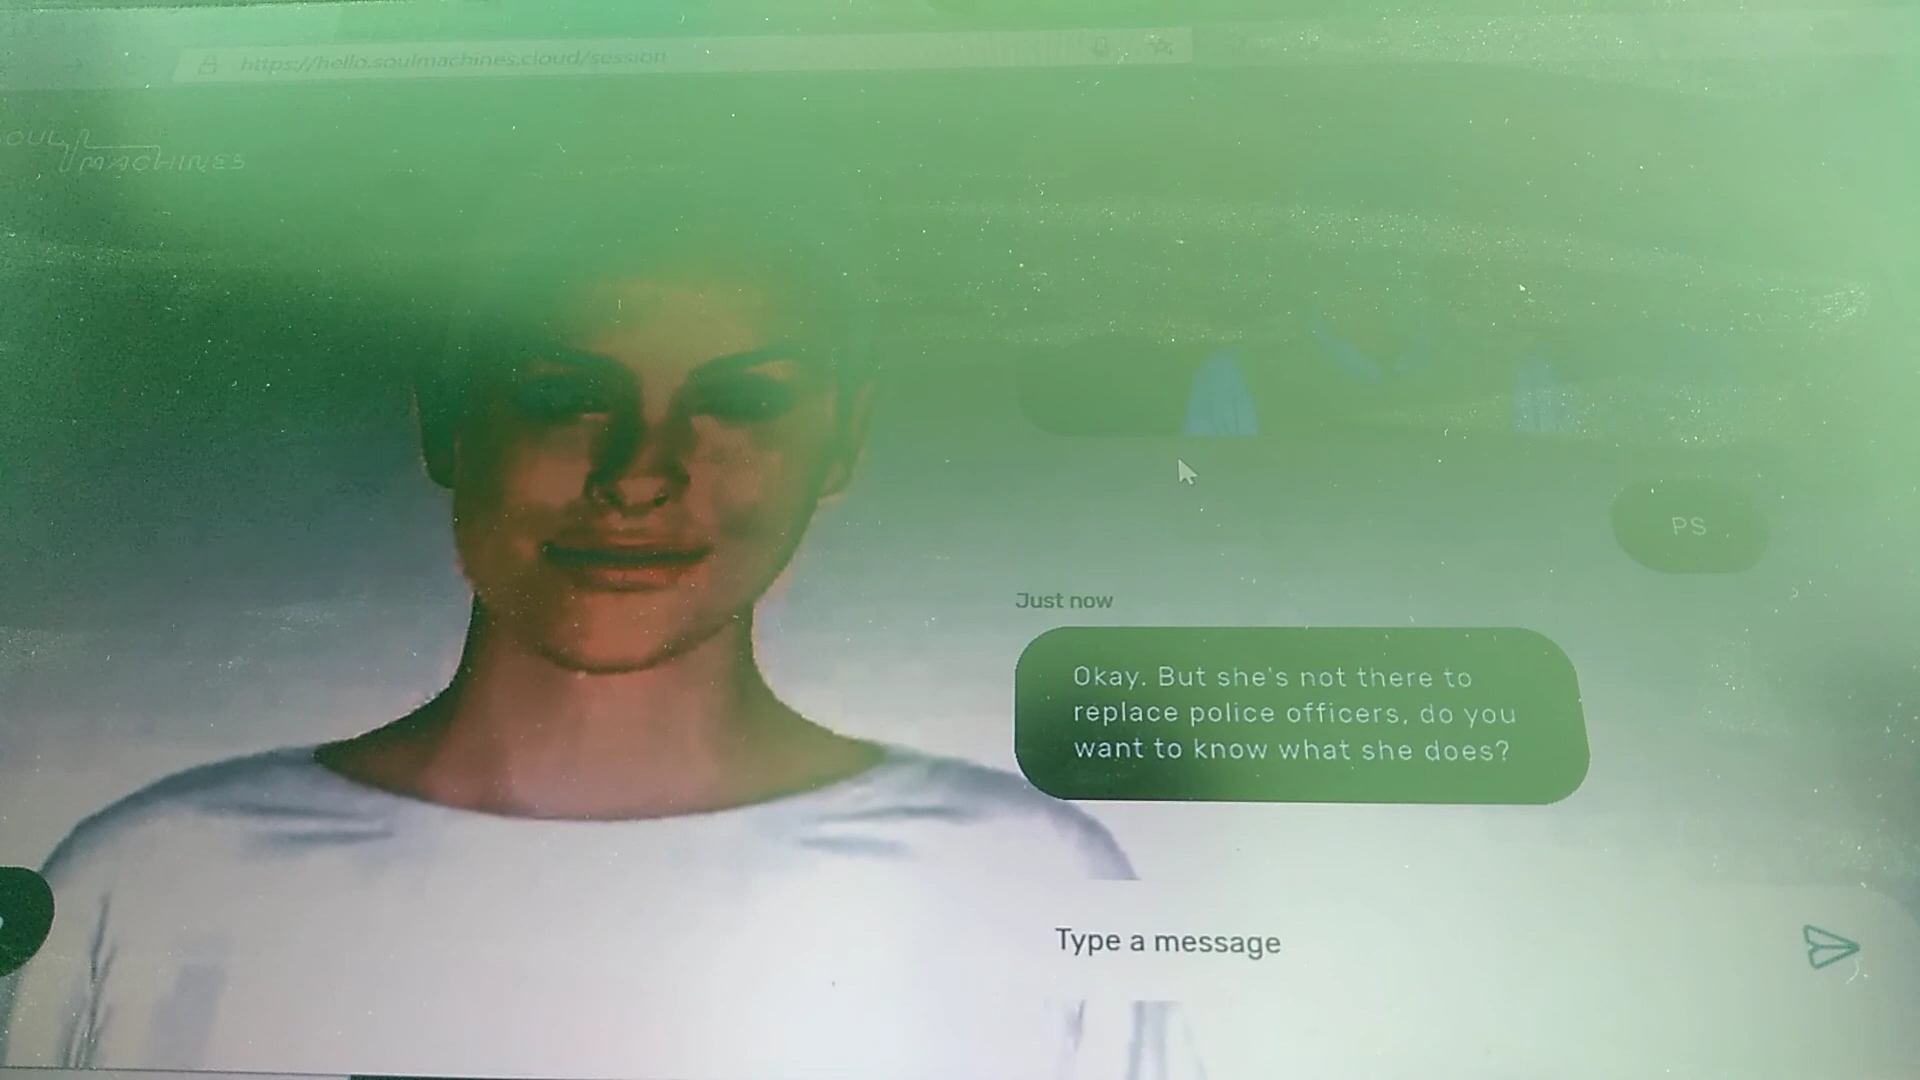 https://hello.soulmachines.cloud/session
SOUL
MACHINES
PS
Just now
Okay. But she's not there to
replace police officers, do you
want to know what she does?
Type a message